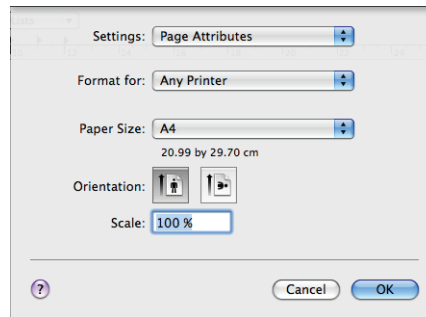 Settings: Page Attributes
Format for: Any Printer
Paper Size: A4
20.99 by 29.70 cm
Orientation:
Scale: 100 %
? Cancel OK